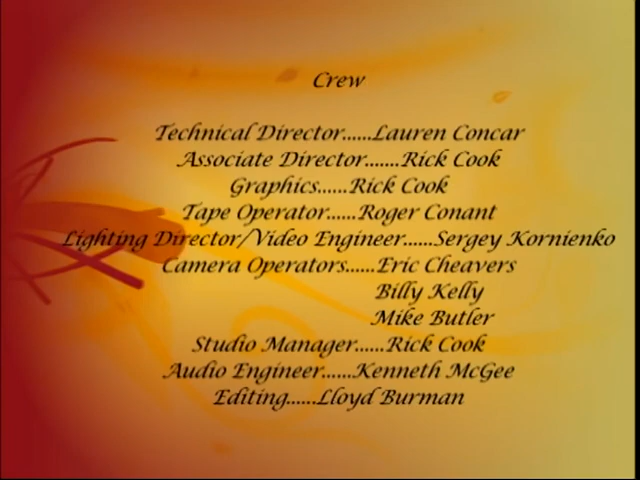 Crew
Technical Director......Lauren Concar
Associate Director.......Rick Cook
Graphics......Rick Cook
Tape Operator......Roger Conant
Lighting Director/Video Engineer......Sergey Kornienko
Camera Operators......Eric Cheavers
Billy Kelly
Mike Butler
Studio Manager......Rick Cook
Audio Engineer......Kenneth McGee
Editing......Lloyd Burman